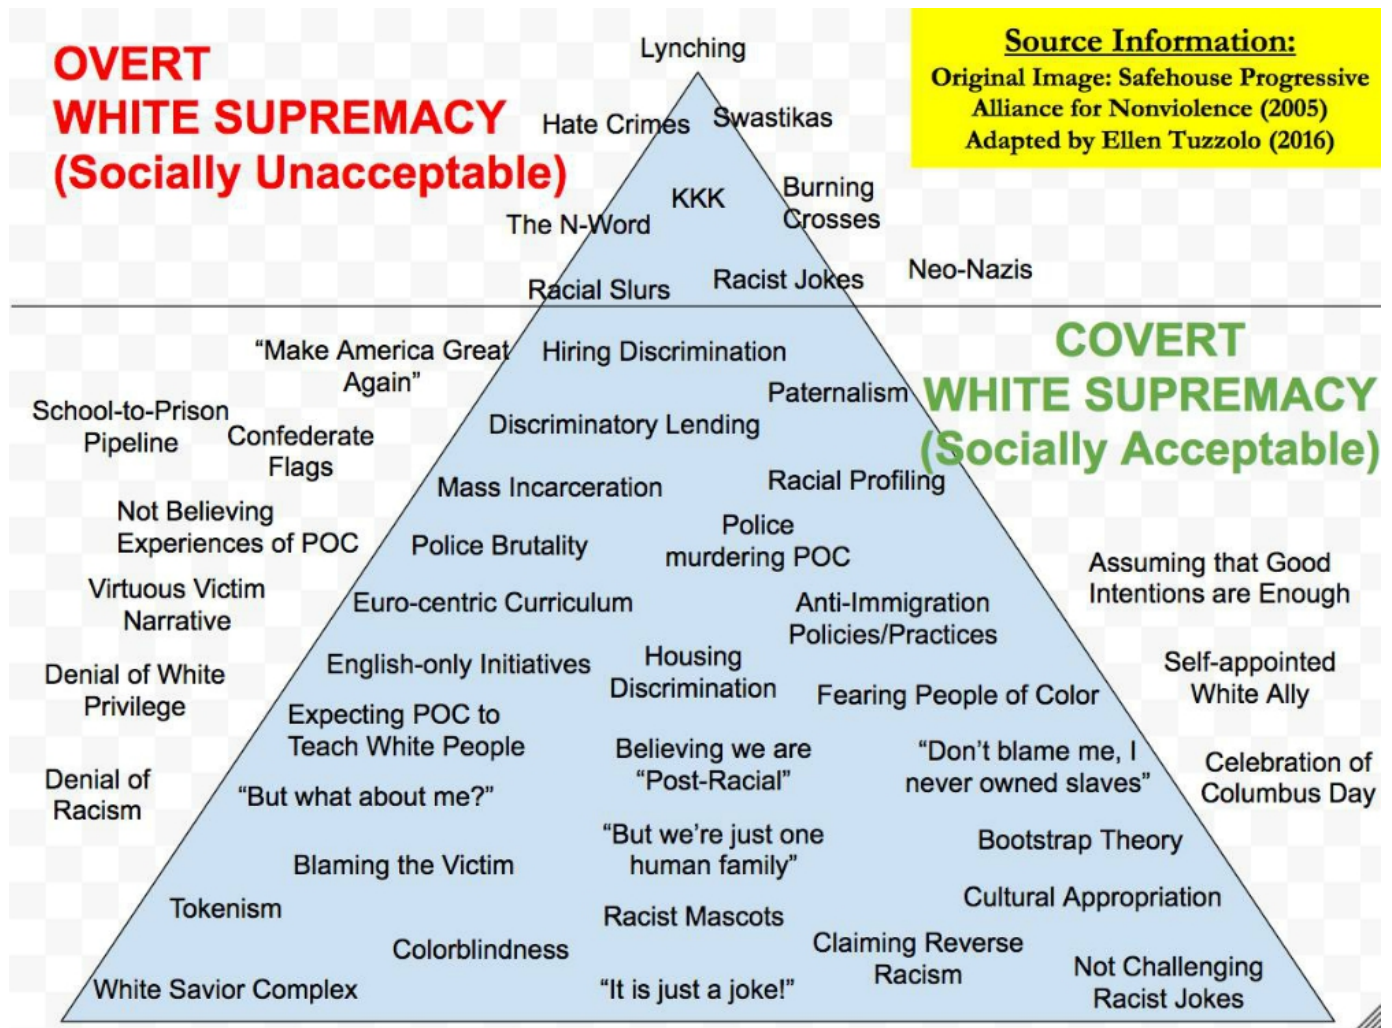 OVERT
WHITE SUPREMACY
(Socially Unacceptable)
Source Information:
Original Image: Safehouse Progressive
Alliance for Nonviolence (2005)
Adapted by Ellen Tuzzolo (2016)
Lynching
Hate Crimes
Swastikas
KKK
Burning
Crosses
The N-Word
Racial Slurs
Racist Jokes
Neo-Nazis
COVERT
WHITE SUPREMACY
(Socially Acceptable)
“Make America Great
Again”
Hiring Discrimination
Paternalism
School-to-Prison
Pipeline
Confederate
Flags
Discriminatory Lending
Mass Incarceration
Racial Profiling
Not Believing
Experiences of POC
Police Brutality
Police
murdering POC
Assuming that Good
Intentions are Enough
Virtuous Victim
Narrative
Euro-centric Curriculum
Anti-Immigration
Policies/Practices
Denial of White
Privilege
English-only Initiatives
Housing
Discrimination
Fearing People of Color
Self-appointed
White Ally
Expecting POC to
Teach White People
Believing we are
“Post-Racial”
“Don’t blame me, I
never owned slaves”
Celebration of
Columbus Day
Denial of
Racism
“But what about me?”
“But we’re just one
human family”
Bootstrap Theory
Blaming the Victim
Tokenism
Racist Mascots
Cultural Appropriation
Colorblindness
Claiming Reverse
Racism
White Savior Complex
“It is just a joke!”
Not Challenging
Racist Jokes